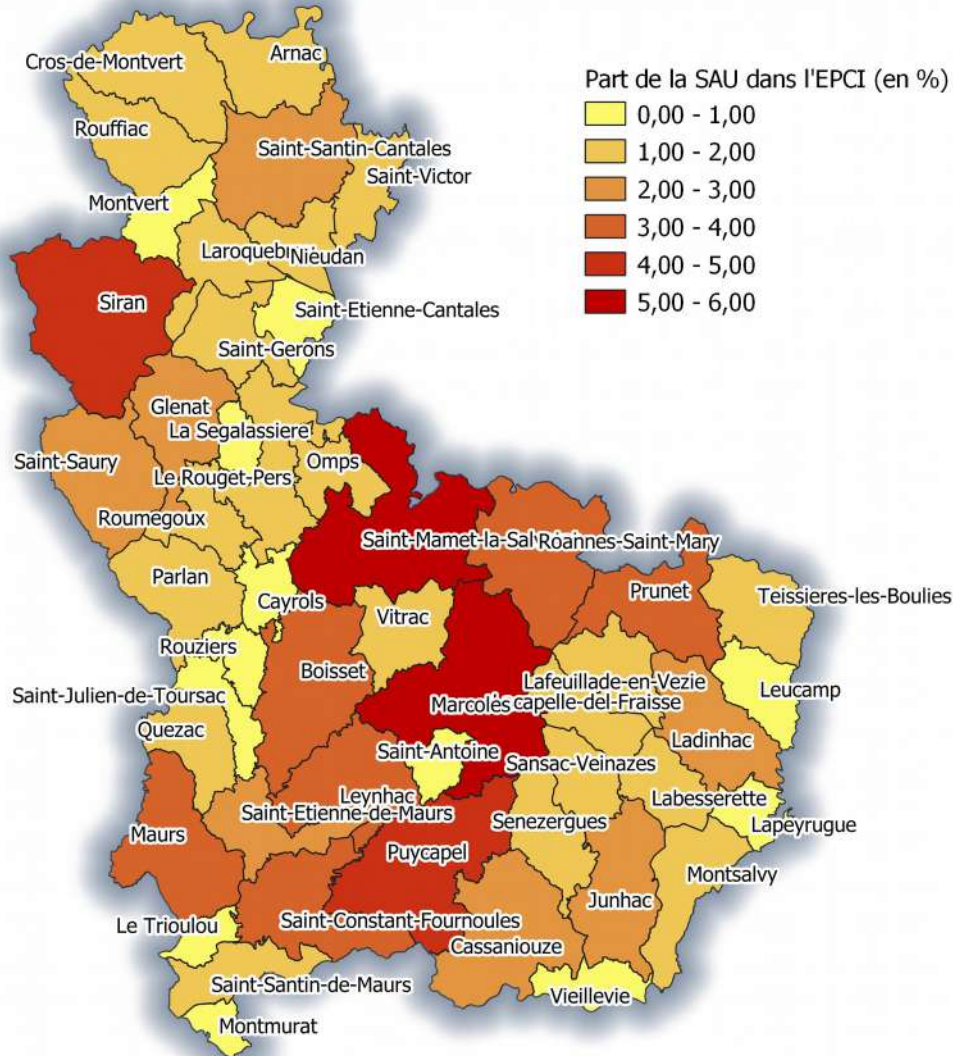 Part de la SAU dans l'EPCI (en %)
0,00 - 1,00
1,00 - 2,00
2,00 - 3,00
3,00 - 4,00
4,00 - 5,00
5,00 - 6,00
Arnac
Cros-de-Montvert
Rouffiac
Saint-Santin-Cantales
Saint-Victor
Montvert
Nieudan
Siran
Saint-Etienne-Cantales
Saint-Gerons
Glenat
La Segalassiere
Saint-Saury
Omps
Le Rouget-Pers
Roumegoux
Roannes-Saint-Mary
Parlan
Prunet
Teissieres-les-Boulies
Cayrols
Vitrac
Rouziers
Boisset
Lafeuillade-en-Vezie
Leucamp
Saint-Julien-de-Toursac
Marcolès
capelle-del-Fraisse
Quezac
Ladinhac
Saint-Antoine
Sansac-Veinazes
Leynhac
Labesserette
Saint-Etienne-de-Maurs
Senezergues
Lapeyrugue
Maurs
Puycapel
Montsalvy
Junhac
Le Trioulou
Saint-Constant-Fournoules
Cassaniouze
Saint-Santin-de-Maurs
Vieillevie
Montmurat